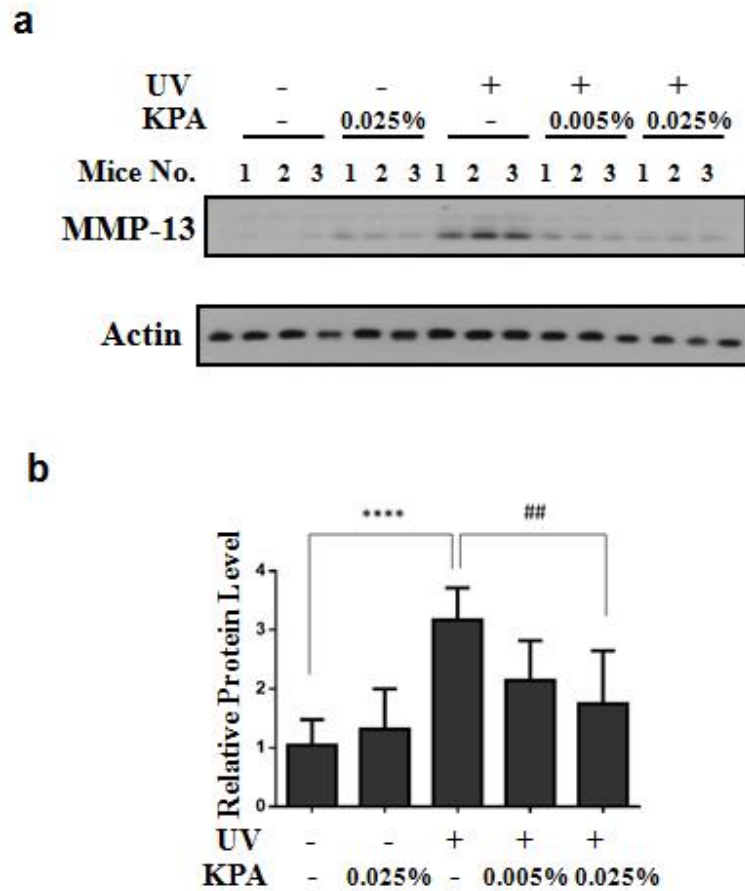 a
UV - - + + +
KPA - 0.025% - 0.005% 0.025%
Mice No. 1 2 3 1 2 3 1 2 3 1 2 3 1 2 3
MMP-13
Actin
b
**** ##
Relative Protein Level
4
3
2
1
0
UV - - + + +
KPA - 0.025% - 0.005% 0.025%